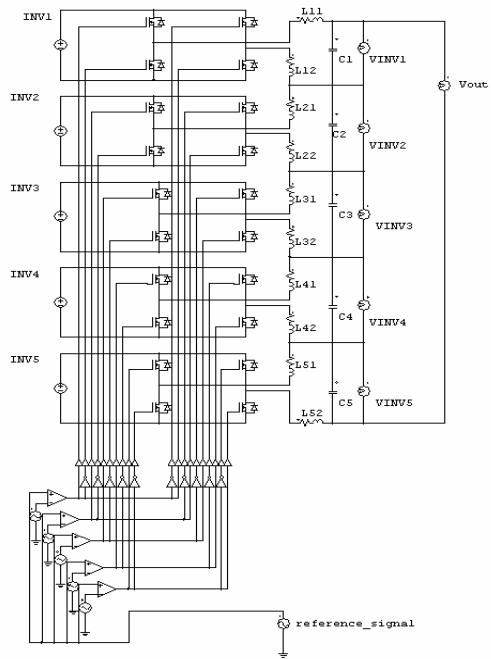 INV1
L11
C1
VINV1
L12
Vout
INV2
L21
C2
VINV2
L22
INV3
L31
C3
VINV3
L32
INV4
L41
C4
VINV4
L42
INV5
L51
C5
VINV5
L52
reference_signal